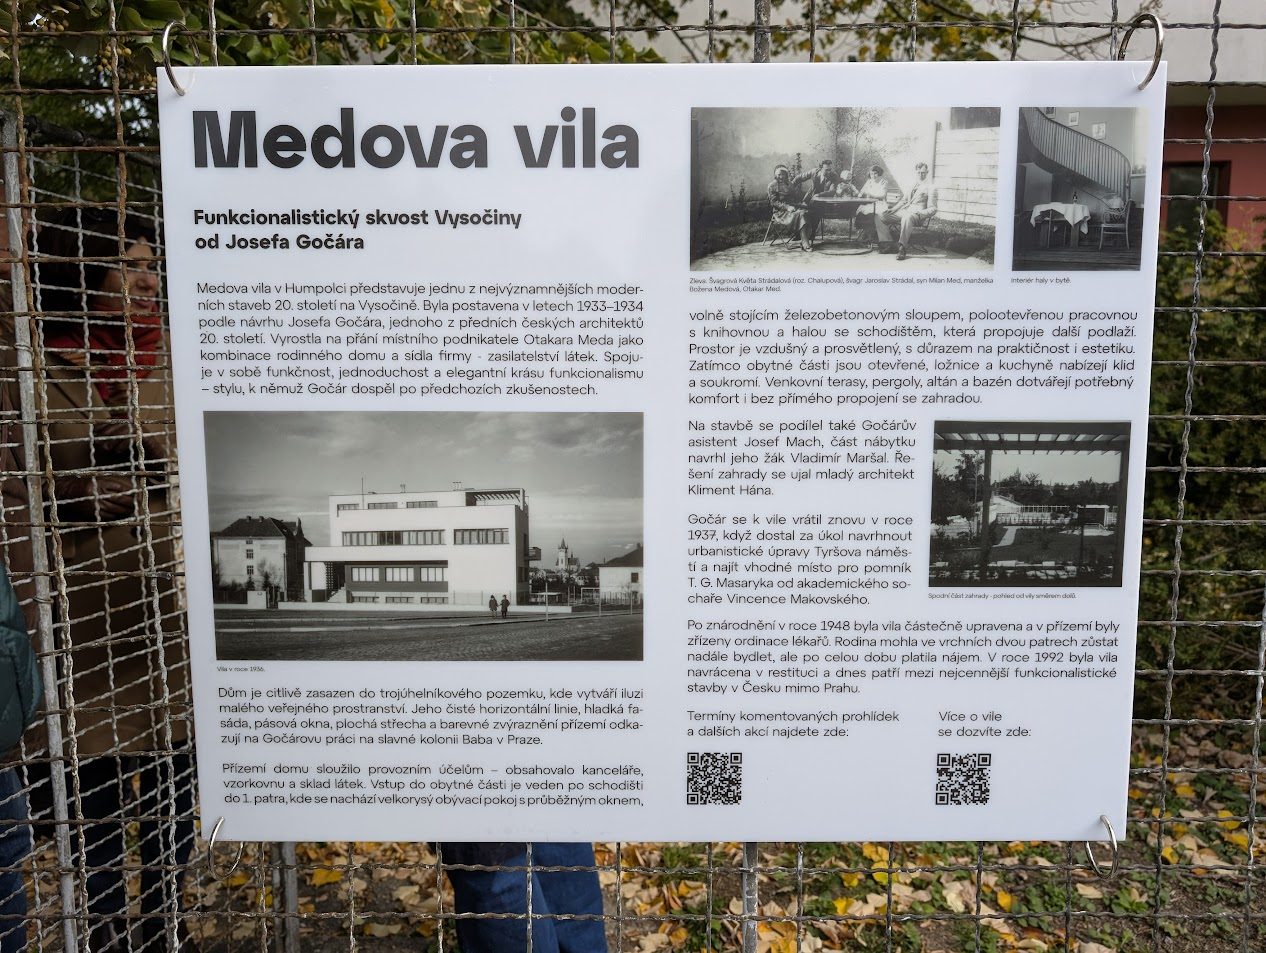 Medova vila
Funkcionalistický skvost Vysočiny
od Josefa Gočára
Medova vila v Humpolci představuje jednu z nejvýznamnějších moder-
ních staveb 20. století na Vysočině. Byla postavena v letech 1933–1934
podle návrhu Josefa Gočára, jednoho z předních českých architektů
20. století. Vyrostla na přání místního podnikatele Otakara Meda jako
kombinace rodinného domu a sídla firmy - zasilatelství látek. Spoju-
je v sobě funkčnost, jednoduchost a elegantní krásu funkcionalismu
– stylu, k němuž Gočár dospěl po předchozích zkušenostech.
Vila v roce 1936.
Dům je citlivě zasazen do trojúhelníkového pozemku, kde vytváří iluzi
malého veřejného prostranství. Jeho čisté horizontální linie, hladká fa-
sáda, pásová okna, plochá střecha a barevné zvýraznění přízemí odka-
zují na Gočárovu práci na slavné kolonii Baba v Praze.
Přízemí domu sloužilo provozním účelům – obsahovalo kanceláře,
vzorkovnu a sklad látek. Vstup do obytné části je veden po schodišti
do 1. patra, kde se nachází velkorysý obývací pokoj s průběžným oknem,
Zleva: Švagrová Květa Strádalová (roz. Chalupová), švagr Jaroslav Strádal, syn Milan Med, manželka
Božena Medová, Otakar Med.
Interiér haly v bytě.
volně stojícím železobetonovým sloupem, polootevřenou pracovnou
s knihovnou a halou se schodištěm, která propojuje další podlaží.
Prostor je vzdušný a prosvětlený, s důrazem na praktičnost i estetiku.
Zatímco obytné části jsou otevřené, ložnice a kuchyně nabízejí klid
a soukromí. Venkovní terasy, pergoly, altán a bazén dotvářejí potřebný
komfort i bez přímého propojení se zahradou.
Na stavbě se podílel také Gočárův
asistent Josef Mach, část nábytku
navrhl jeho žák Vladimír Maršal. Ře-
šení zahrady se ujal mladý architekt
Kliment Hána.
Gočár se k vile vrátil znovu v roce
1937, když dostal za úkol navrhnout
urbanistické úpravy Tyršova náměs-
tí a najít vhodné místo pro pomník
T. G. Masaryka od akademického so-
chaře Vincence Makovského.
Spodní část zahrady - pohled od vily směrem dolů.
Po znárodnění v roce 1948 byla vila částečně upravena a v přízemí byly
zřízeny ordinace lékařů. Rodina mohla ve vrchních dvou patrech zůstat
nadále bydlet, ale po celou dobu platila nájem. V roce 1992 byla vila
navrácena v restituci a dnes patří mezi nejcennější funkcionalistické
stavby v Česku mimo Prahu.
Termíny komentovaných prohlídek
a dalších akcí najdete zde:
Více o vile
se dozvíte zde: